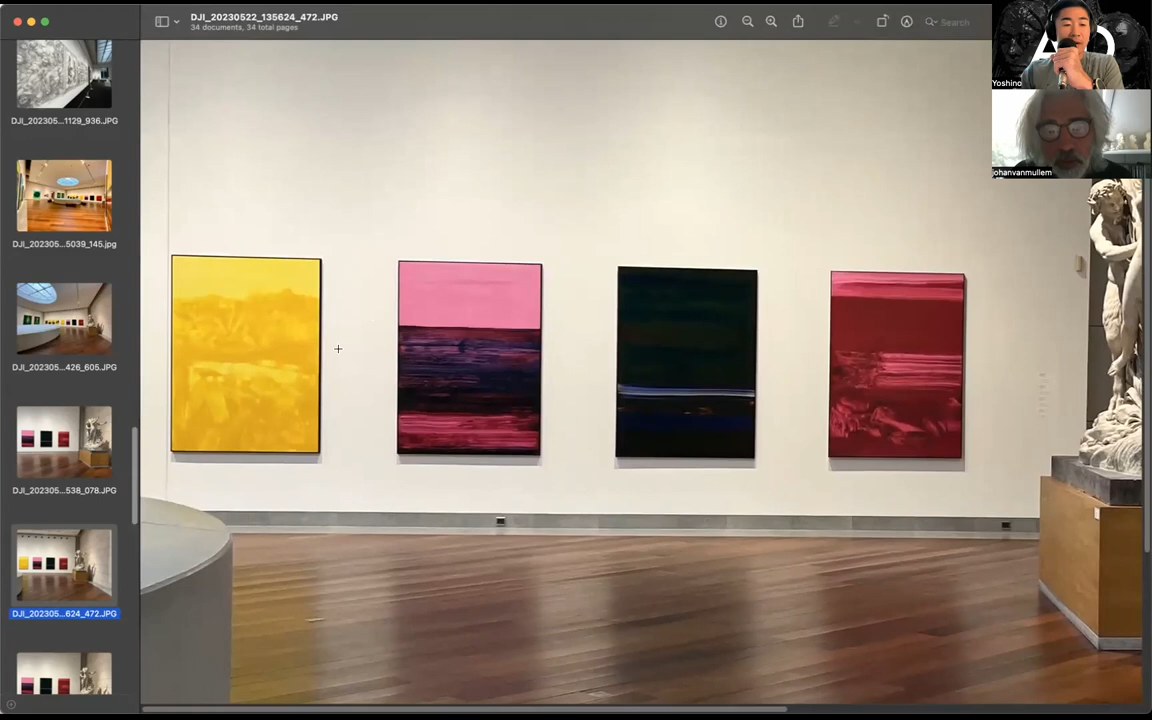 DJI_20230522_135624_472.JPG
34 documents, 34 total pages
Search
Yoshino
johanvanmullem
DJI_202305...1129_936.JPG
DJI_202305...5039_145.jpg
DJI_202305...426_605.JPG
DJI_202305...538_078.JPG
DJI_202305...624_472.JPG